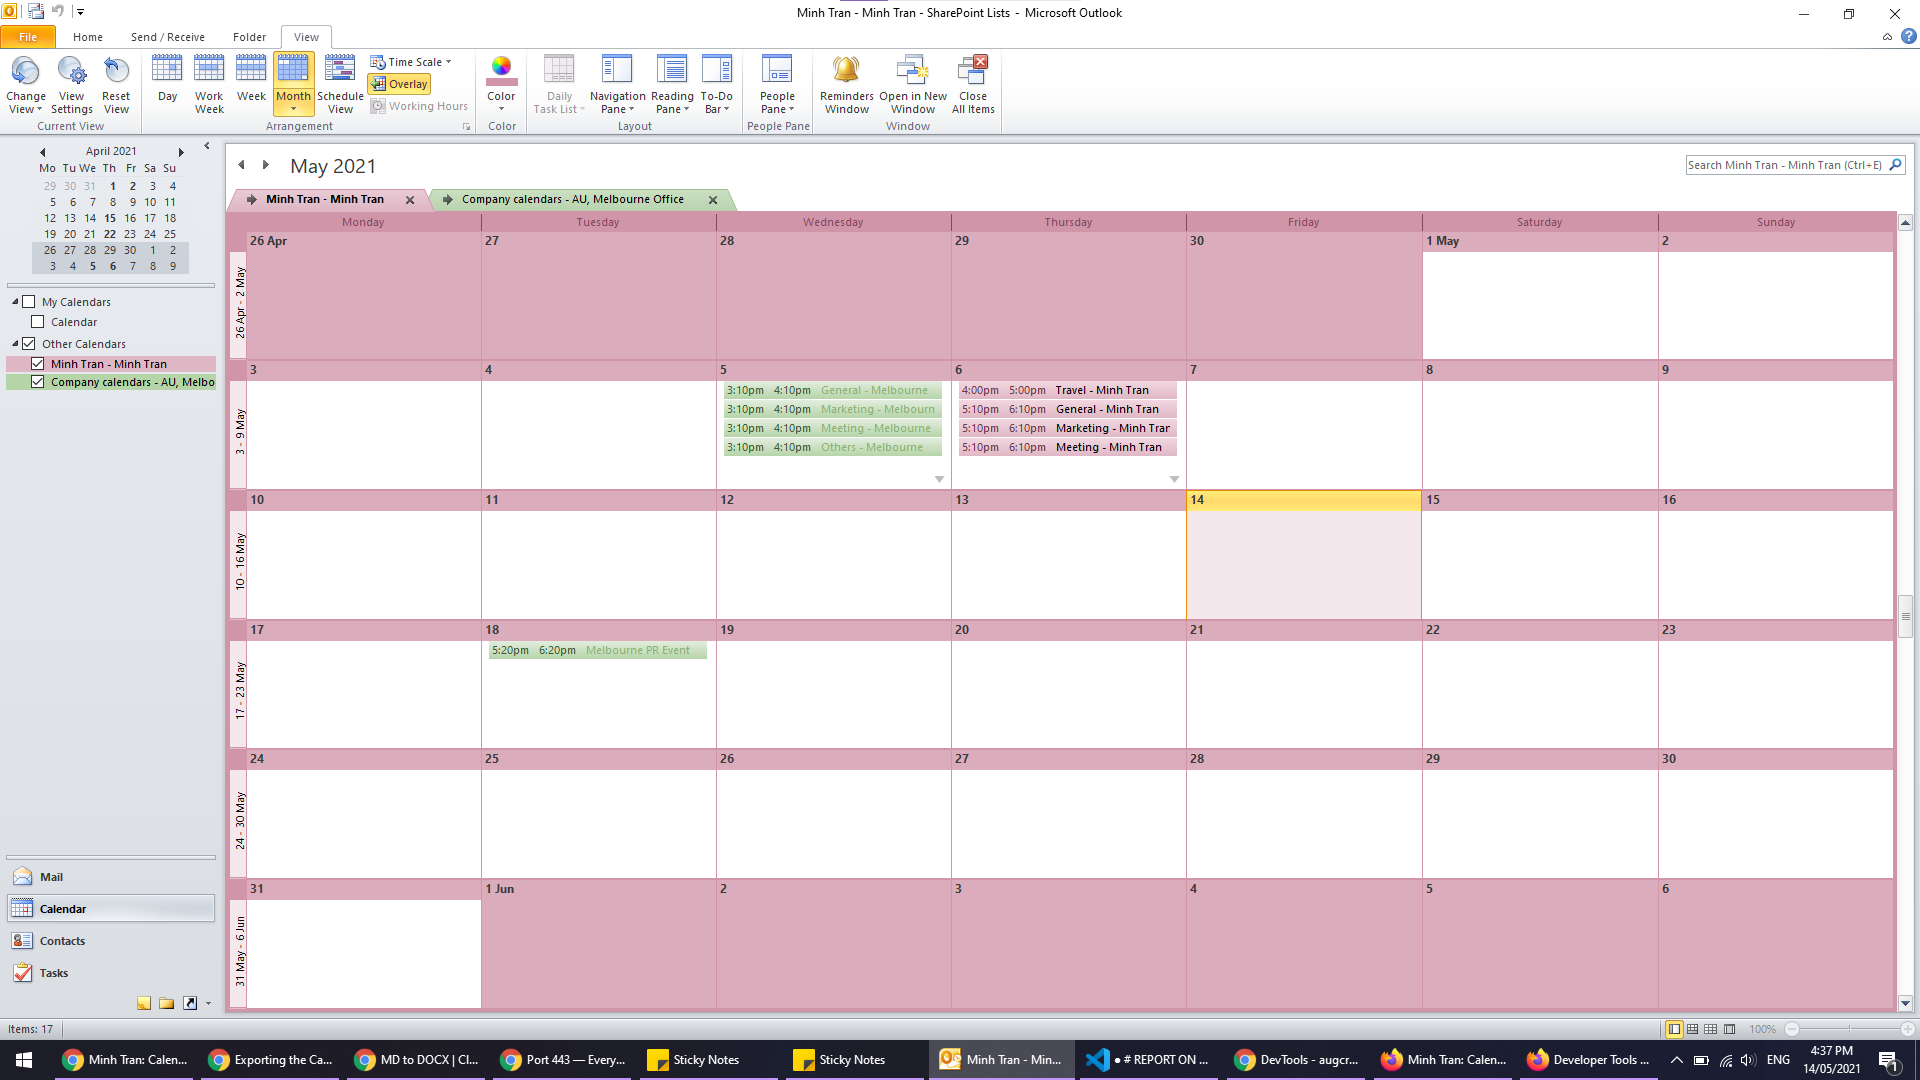 Minh Tran - Minh Tran - SharePoint Lists - Microsoft Outlook
File Home Send / Receive Folder View
Change View View Settings Reset View
Day Work Week Week Month Schedule View
Time Scale
Overlay
Working Hours
Color
Daily Task List Navigation Pane Reading Pane To-Do Bar
People Pane
Reminders Window Open in New Window Close All Items
Current View Arrangement Color Layout People Pane Window
April 2021
Mo Tu We Th Fr Sa Su
29 30 31 1 2 3 4
5 6 7 8 9 10 11
12 13 14 15 16 17 18
19 20 21 22 23 24 25
26 27 28 29 30 1 2
3 4 5 6 7 8 9
My Calendars
Calendar
Other Calendars
Minh Tran - Minh Tran
Company calendars - AU, Melbo
Mail
Calendar
Contacts
Tasks
May 2021
Search Minh Tran - Minh Tran (Ctrl+E)
Minh Tran - Minh Tran
Company calendars - AU, Melbourne Office
Monday Tuesday Wednesday Thursday Friday Saturday Sunday
26 Apr - 2 May
26 Apr 27 28 29 30 1 May 2
3 - 9 May
3 4 5 6 7 8 9
3:10pm 4:10pm General - Melbourne
3:10pm 4:10pm Marketing - Melbourn
3:10pm 4:10pm Meeting - Melbourne
3:10pm 4:10pm Others - Melbourne
4:00pm 5:00pm Travel - Minh Tran
5:10pm 6:10pm General - Minh Tran
5:10pm 6:10pm Marketing - Minh Tran
5:10pm 6:10pm Meeting - Minh Tran
10 - 16 May
10 11 12 13 14 15 16
17 - 23 May
17 18 19 20 21 22 23
5:20pm 6:20pm Melbourne PR Event
24 - 30 May
24 25 26 27 28 29 30
31 May - 6 Jun
31 1 Jun 2 3 4 5 6
Items: 17
100%
Minh Tran: Calen...
Exporting the Ca...
MD to DOCX | Cl...
Port 443 — Every...
Sticky Notes
Sticky Notes
Minh Tran - Min...
● # REPORT ON ...
DevTools - augcr...
Minh Tran: Calen...
Developer Tools ...
ENG
4:37 PM
14/05/2021
1